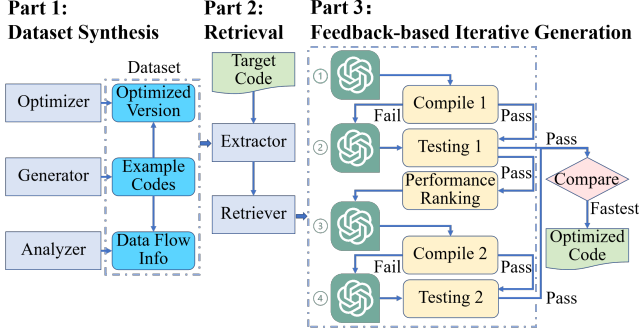 Part 1:
Dataset Synthesis
Part 2:
Retrieval
Part 3:
Feedback-based Iterative Generation
Dataset
Optimizer
Optimized
Version
Generator
Example
Codes
Analyzer
Data Flow
Info
Target
Code
Extractor
Retriever
1
Compile 1
Fail
Pass
2
Testing 1
Pass
Pass
Performance
Ranking
3
Compile 2
Fail
Pass
4
Testing 2
Pass
Compare
Fastest
Optimized
Code